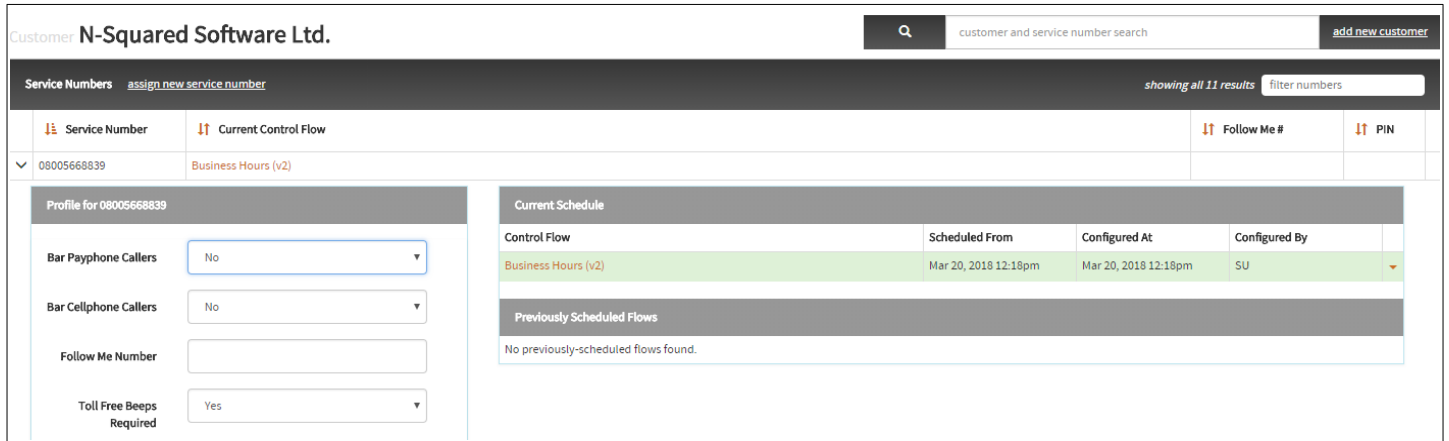 Customer N-Squared Software Ltd.
customer and service number search
add new customer
Service Numbers assign new service number
showing all 11 results filter numbers
Service Number Current Control Flow Follow Me # PIN
08005668839 Business Hours (v2)
Profile for 08005668839
Bar Payphone Callers No
Bar Cellphone Callers No
Follow Me Number
Toll Free Beeps Yes
Required
Current Schedule
Control Flow Scheduled From Configured At Configured By
Business Hours (v2) Mar 20, 2018 12:18pm Mar 20, 2018 12:18pm SU
Previously Scheduled Flows
No previously-scheduled flows found.